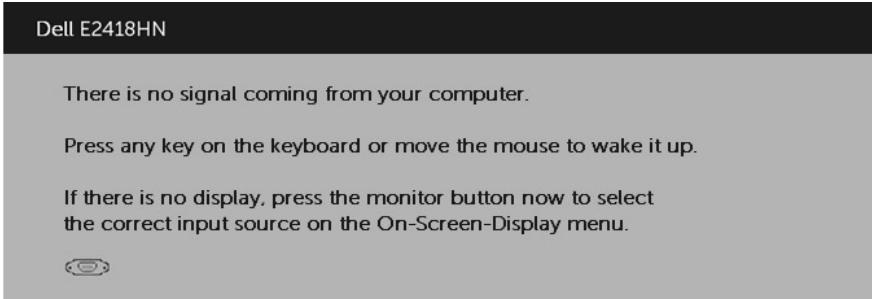 Dell E2418HN
There is no signal coming from your computer.
Press any key on the keyboard or move the mouse to wake it up.
If there is no display, press the monitor button now to select
the correct input source on the On-Screen-Display menu.